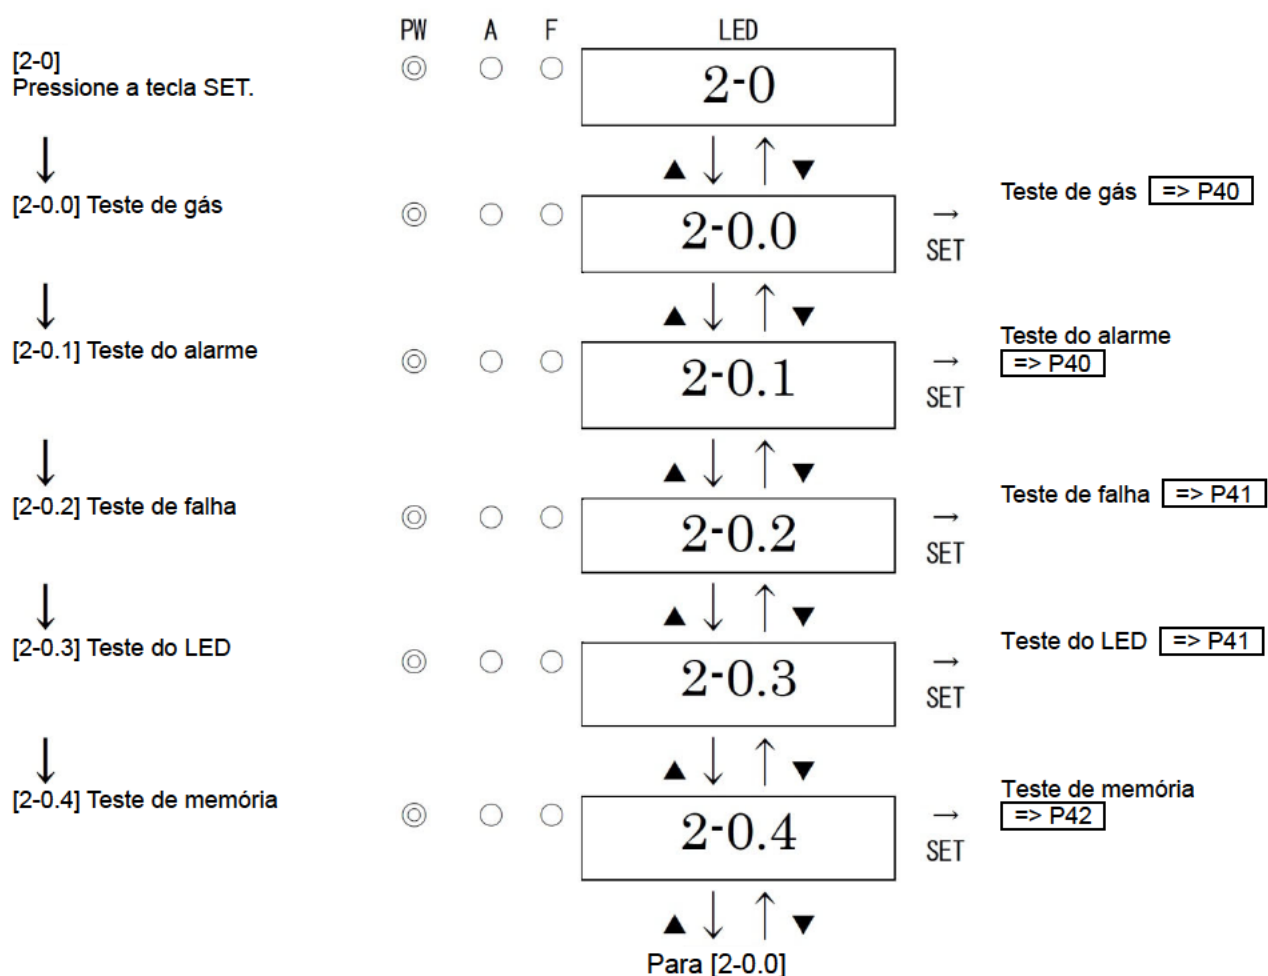 PW A F LED
[2-0]
Pressione a tecla SET.
2-0
▲ ↓ ↑ ▼
[2-0.0] Teste de gás
2-0.0
→
SET
Teste de gás => P40
▲ ↓ ↑ ▼
[2-0.1] Teste do alarme
2-0.1
→
SET
Teste do alarme
=> P40
▲ ↓ ↑ ▼
[2-0.2] Teste de falha
2-0.2
→
SET
Teste de falha => P41
▲ ↓ ↑ ▼
[2-0.3] Teste do LED
2-0.3
→
SET
Teste do LED => P41
▲ ↓ ↑ ▼
[2-0.4] Teste de memória
2-0.4
→
SET
Teste de memória
=> P42
▲ ↓ ↑ ▼
Para [2-0.0]